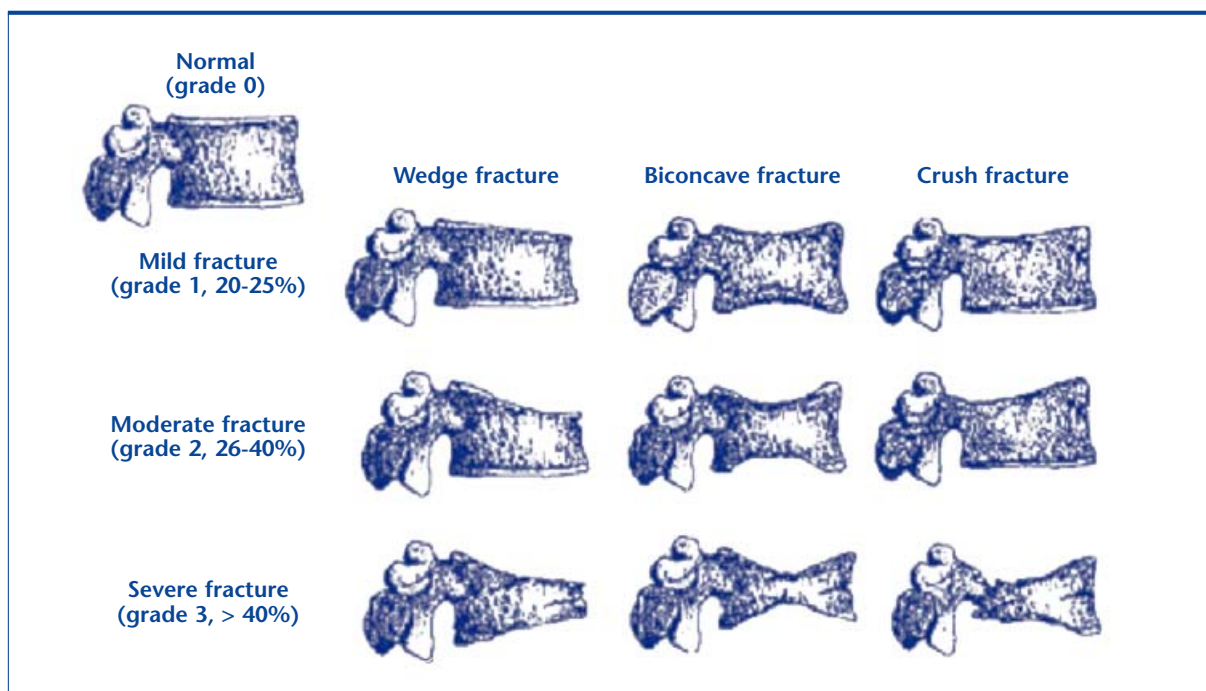 Normal
(grade 0)
Wedge fracture
Biconcave fracture
Crush fracture
Mild fracture
(grade 1, 20-25%)
Moderate fracture
(grade 2, 26-40%)
Severe fracture
(grade 3, > 40%)